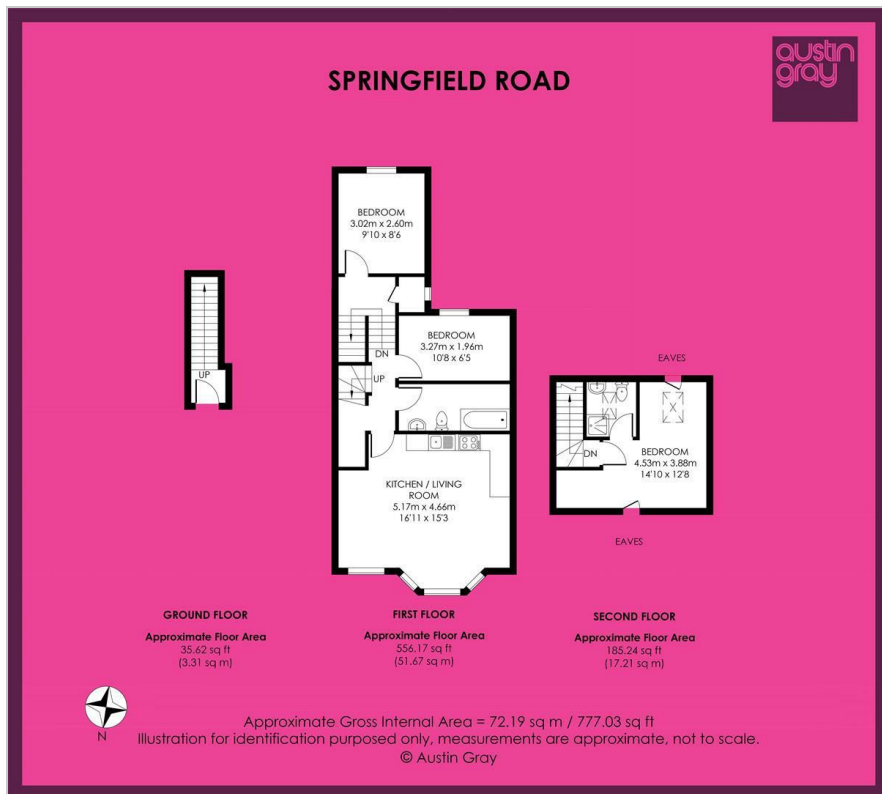 SPRINGFIELD ROAD
austin
gray
BEDROOM
3.02m x 2.60m
9'10 x 8'6
DN
BEDROOM
3.27m x 1.96m
10'8 x 6'5
UP
UP
KITCHEN / LIVING
ROOM
5.17m x 4.66m
16'11 x 15'3
EAVES
DN
BEDROOM
4.53m x 3.88m
14'10 x 12'8
EAVES
GROUND FLOOR
Approximate Floor Area
35.62 sq ft
(3.31 sq m)
FIRST FLOOR
Approximate Floor Area
556.17 sq ft
(51.67 sq m)
SECOND FLOOR
Approximate Floor Area
185.24 sq ft
(17.21 sq m)
N
Approximate Gross Internal Area = 72.19 sq m / 777.03 sq ft
Illustration for identification purposed only, measurements are approximate, not to scale.
© Austin Gray